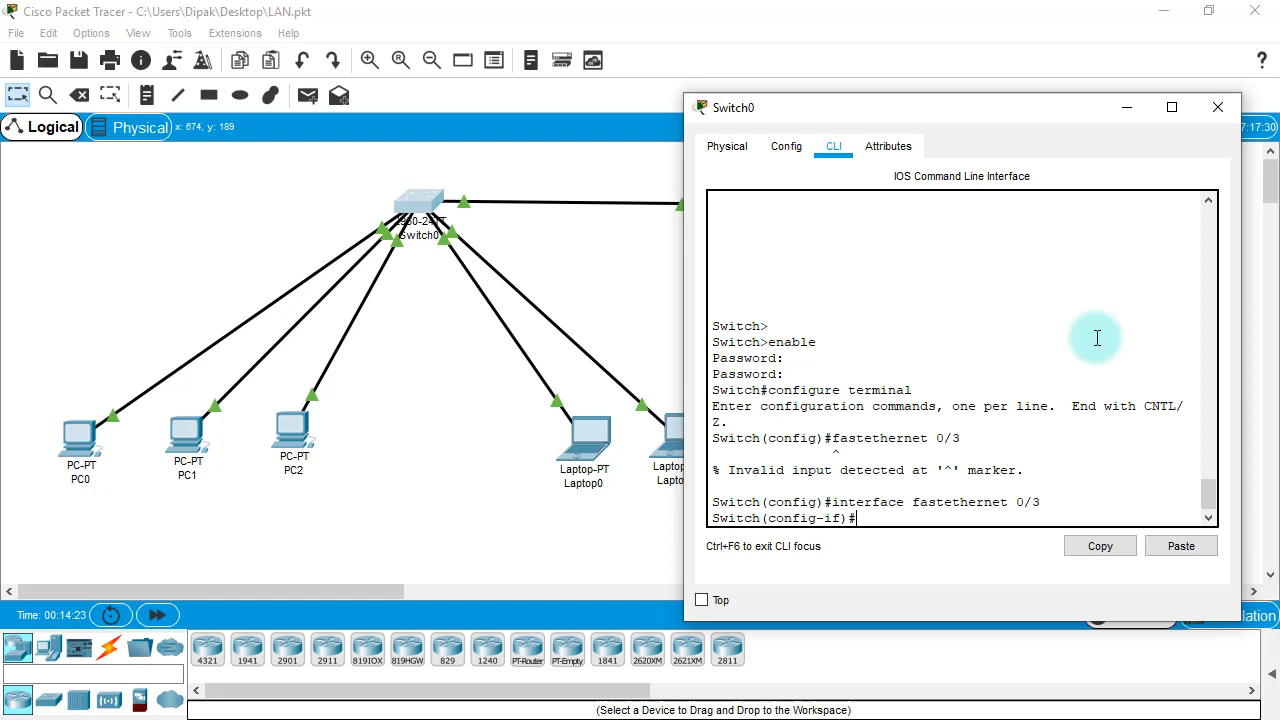 Cisco Packet Tracer - C:\Users\Dipak\Desktop\LAN.pkt
File Edit Options View Tools Extensions Help
Logical Physical x: 674, y: 189
7:17:30
Switch0
Physical Config CLI Attributes
IOS Command Line Interface
Switch>
Switch>enable
Password:
Password:
Switch#configure terminal
Enter configuration commands, one per line. End with CNTL/
Z.
Switch(config)#fastethernet 0/3
^
% Invalid input detected at '^' marker.
Switch(config)#interface fastethernet 0/3
Switch(config-if)#
Ctrl+F6 to exit CLI focus
Copy Paste
Top
Switch0
PC-PT
PC0
PC-PT
PC1
PC-PT
PC2
Laptop-PT
Laptop0
Laptop
Lapto
Time: 00:14:23
4321 1941 2901 2911 819IOX 819HGW 829 1240 PT-Router PT-Empty 1841 2620XM 2621XM 2811
(Select a Device to Drag and Drop to the Workspace)